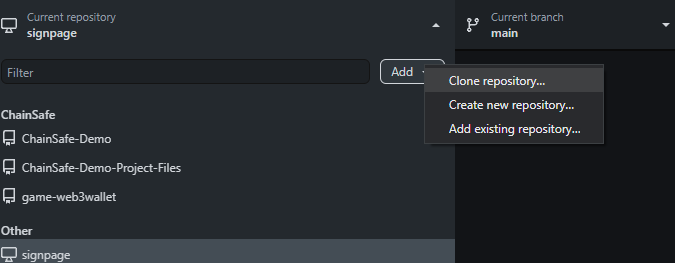 Current repository
signpage
Current branch
main
Filter
Add
Clone repository...
Create new repository...
Add existing repository...
ChainSafe
ChainSafe-Demo
ChainSafe-Demo-Project-Files
game-web3wallet
Other
signpage